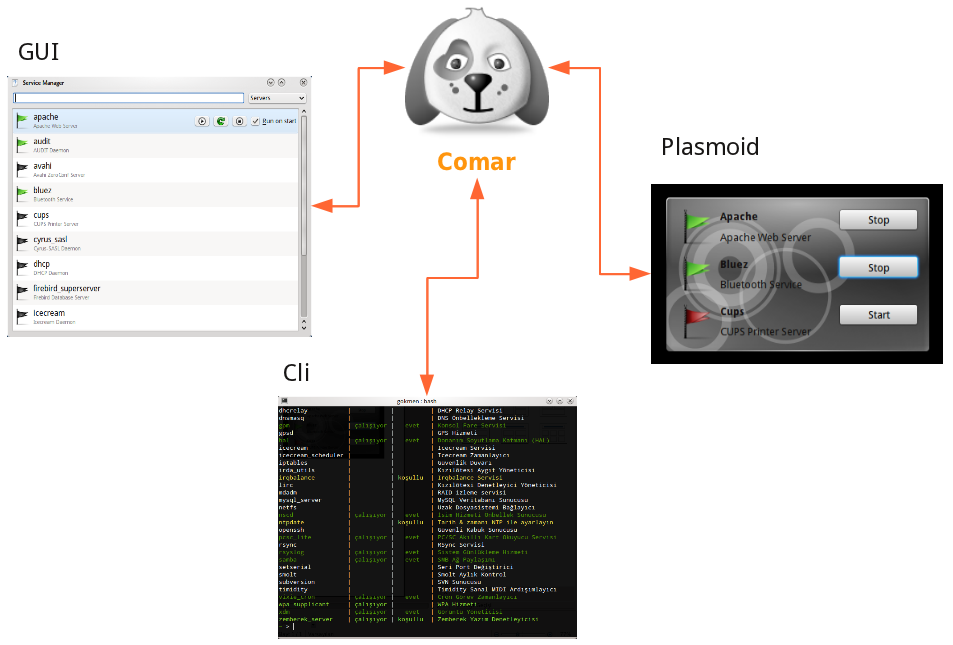 GUI
Service Manager
Servers
apache
Apache Web Server
Run on start
audit
AUDIT Daemon
avahi
Avahi ZeroConf Server
bluez
Bluetooth Service
cups
CUPS Printer Server
cyrus_sasl
Cyrus-SASL Daemon
dhcp
DHCP Daemon
firebird_superserver
Firebird Database Server
icecream
Icecream Daemon
Comar
Plasmoid
Apache
Stop
Apache Web Server
Bluez
Stop
Bluetooth Service
Cups
Start
CUPS Printer Server
Cli
gokmen : bash
dhcrelay | | | DHCP Relay Servisi
dnsmasq | | | DNS Önbellekleme Servisi
gpm | çalışıyor | evet | Konsol Fare Servisi
gpsd | | | GPS Hizmeti
hal | çalışıyor | evet | Donanım Soyutlama Katmanı (HAL)
icecream | | | Icecream Servisi
icecream_scheduler | | | Icecream Zamanlayıcı
iptables | | | Güvenlik Duvarı
irda_utils | | | Kızılötesi Aygıt Yöneticisi
irqbalance | | koşullu | Irqbalance Servisi
lirc | | | Kızılötesi Denetleyici Yöneticisi
mdadm | | | RAID izleme servisi
mysql_server | | | MySQL Veritabanı Sunucusu
netfs | | | Uzak Dosyasistemi Bağlayıcı
nscd | çalışıyor | evet | İsim Hizmeti Önbellek Sunucusu
ntpdate | | koşullu | Tarih & zamanı NTP ile ayarlayın
openssh | | | Güvenli Kabuk Sunucusu
pcsc_lite | çalışıyor | evet | PC/SC Akıllı Kart Okuyucu Servisi
rsync | | | RSync Servisi
rsyslog | çalışıyor | evet | Sistem Günlükleme Hizmeti
samba | çalışıyor | evet | SMB Ağ Paylaşımı
setserial | | | Seri Port Değiştirici
smolt | | | Smolt Aylık Kontrol
subversion | | | SVN Sunucusu
timidity | | | Timidity Sanal MIDI Ardışımlayıcı
vixie_cron | çalışıyor | evet | Cron Görev Zamanlayıcı
wpa_supplicant | çalışıyor | evet | WPA Hizmeti
xdm | çalışıyor | evet | Görüntü Yöneticisi
zemberek_server | çalışıyor | koşullu | Zemberek Yazım Denetleyicisi
~ >